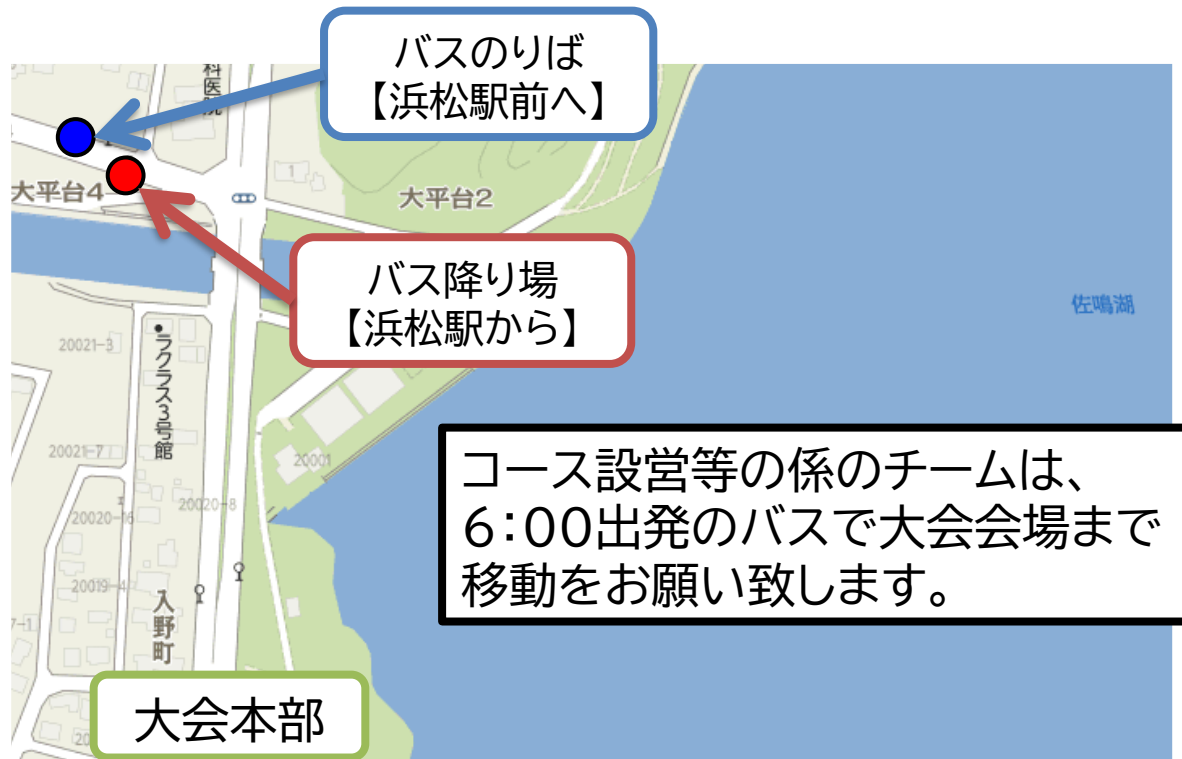 バスのりば
【浜松駅前へ】
科医院
大平台4
1
大平台2
バス降り場
【浜松駅から】
佐鳴湖
20021-3
ラクラス3号館
20021-7
20001
20020-8
20020-16
20019-4
入野町
コース設営等の係のチームは、
6：00出発のバスで大会会場まで
移動をお願い致します。
大会本部